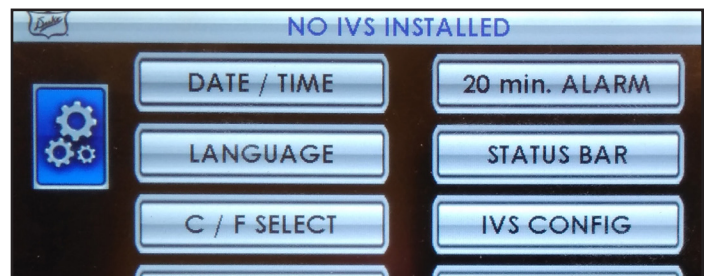 NO IVS INSTALLED
DATE / TIME
20 min. ALARM
LANGUAGE
STATUS BAR
C / F SELECT
IVS CONFIG